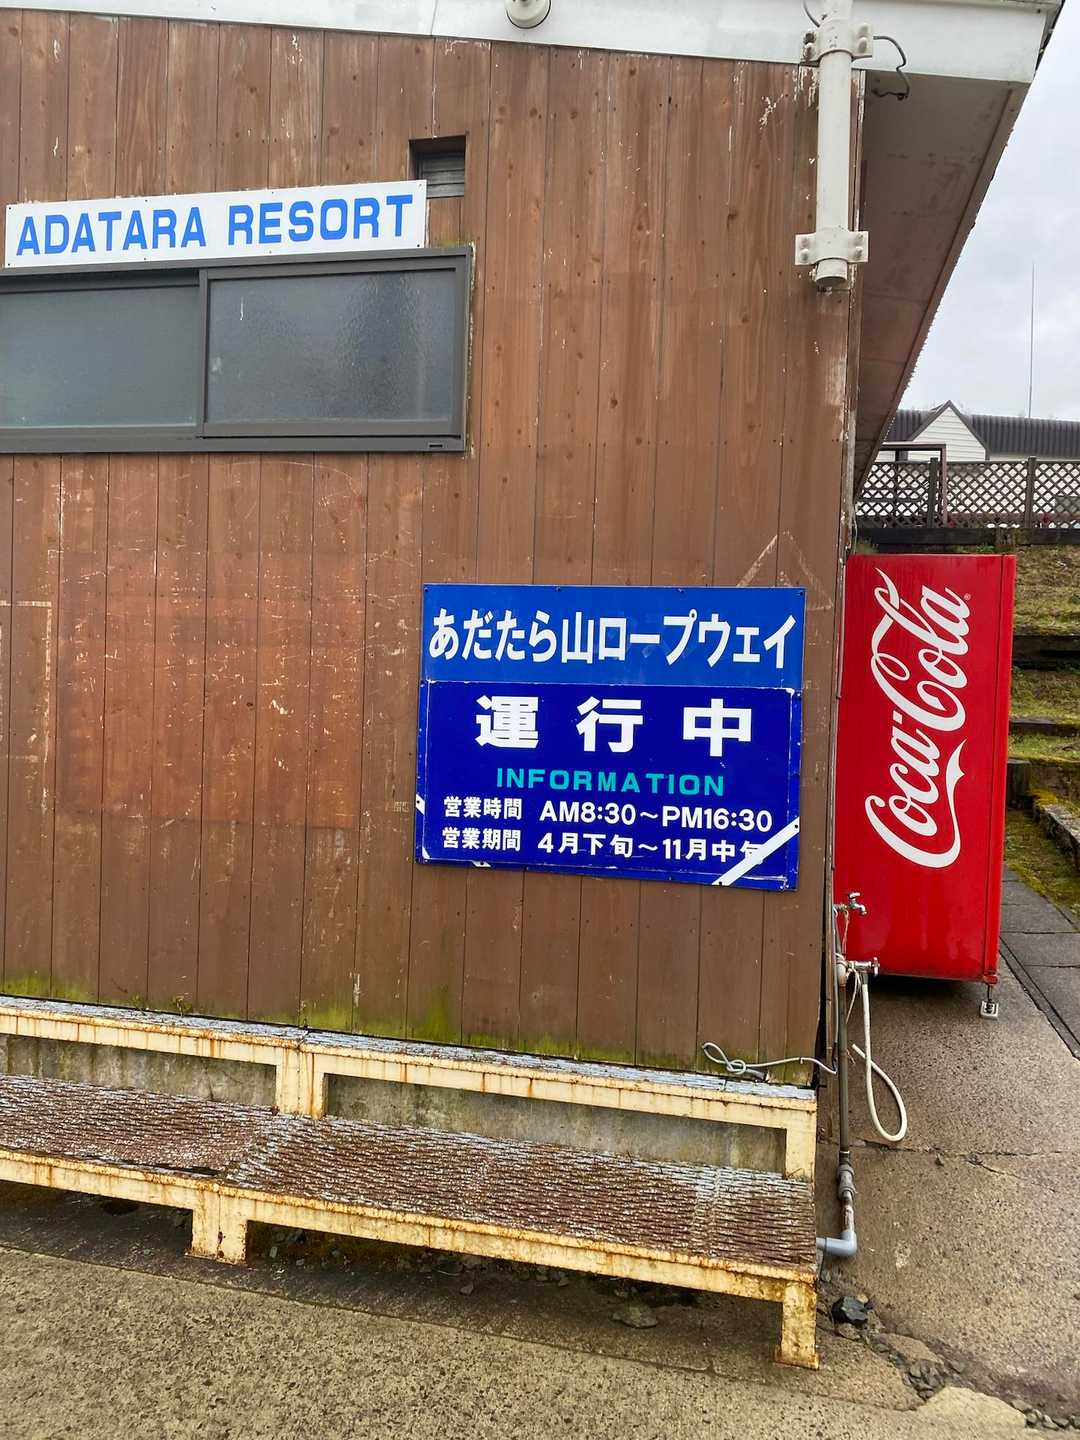 ADATARA RESORT
あだたら山ロープウェイ
運行中
INFORMATION
営業時間 AM8:30～PM16:30
営業期間 4月下旬～11月中旬
Coca-Cola®